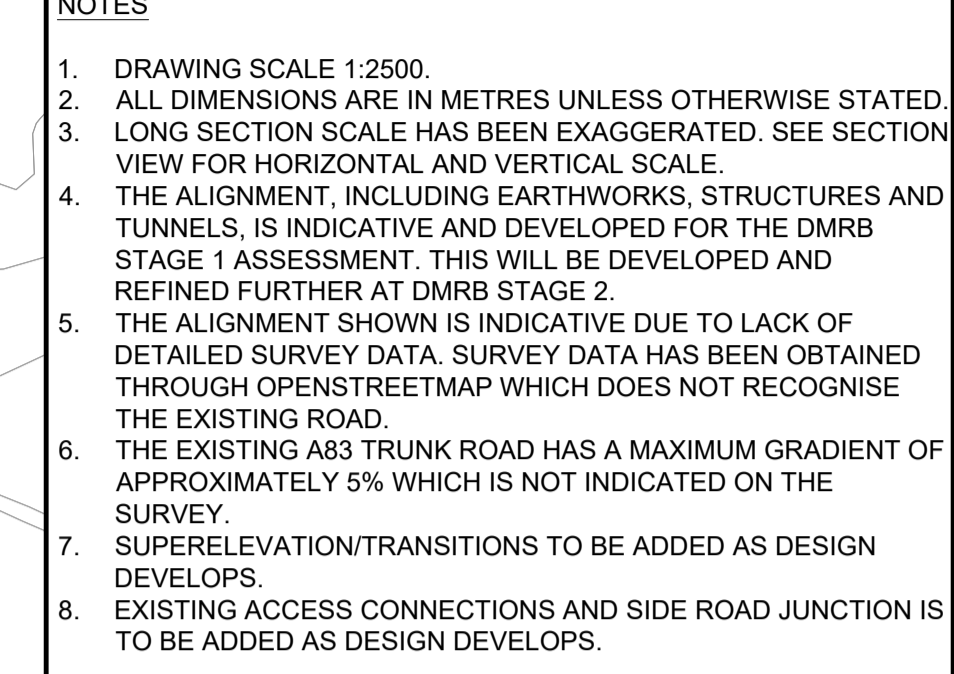 NOTES
1. DRAWING SCALE 1:2500.
2. ALL DIMENSIONS ARE IN METRES UNLESS OTHERWISE STATED.
3. LONG SECTION SCALE HAS BEEN EXAGGERATED. SEE SECTION
VIEW FOR HORIZONTAL AND VERTICAL SCALE.
4. THE ALIGNMENT, INCLUDING EARTHWORKS, STRUCTURES AND
TUNNELS, IS INDICATIVE AND DEVELOPED FOR THE DMRB
STAGE 1 ASSESSMENT. THIS WILL BE DEVELOPED AND
REFINED FURTHER AT DMRB STAGE 2.
5. THE ALIGNMENT SHOWN IS INDICATIVE DUE TO LACK OF
DETAILED SURVEY DATA. SURVEY DATA HAS BEEN OBTAINED
THROUGH OPENSTREETMAP WHICH DOES NOT RECOGNISE
THE EXISTING ROAD.
6. THE EXISTING A83 TRUNK ROAD HAS A MAXIMUM GRADIENT OF
APPROXIMATELY 5% WHICH IS NOT INDICATED ON THE
SURVEY.
7. SUPERELEVATION/TRANSITIONS TO BE ADDED AS DESIGN
DEVELOPS.
8. EXISTING ACCESS CONNECTIONS AND SIDE ROAD JUNCTION IS
TO BE ADDED AS DESIGN DEVELOPS.